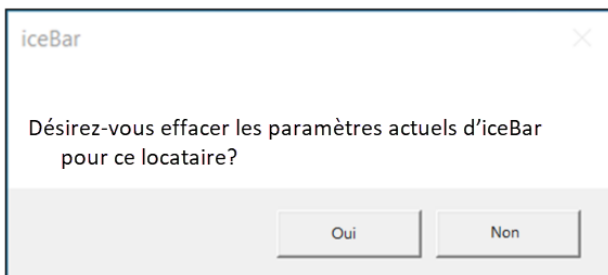 iceBar
Désirez-vous effacer les paramètres actuels d’iceBar
pour ce locataire?
Oui
Non